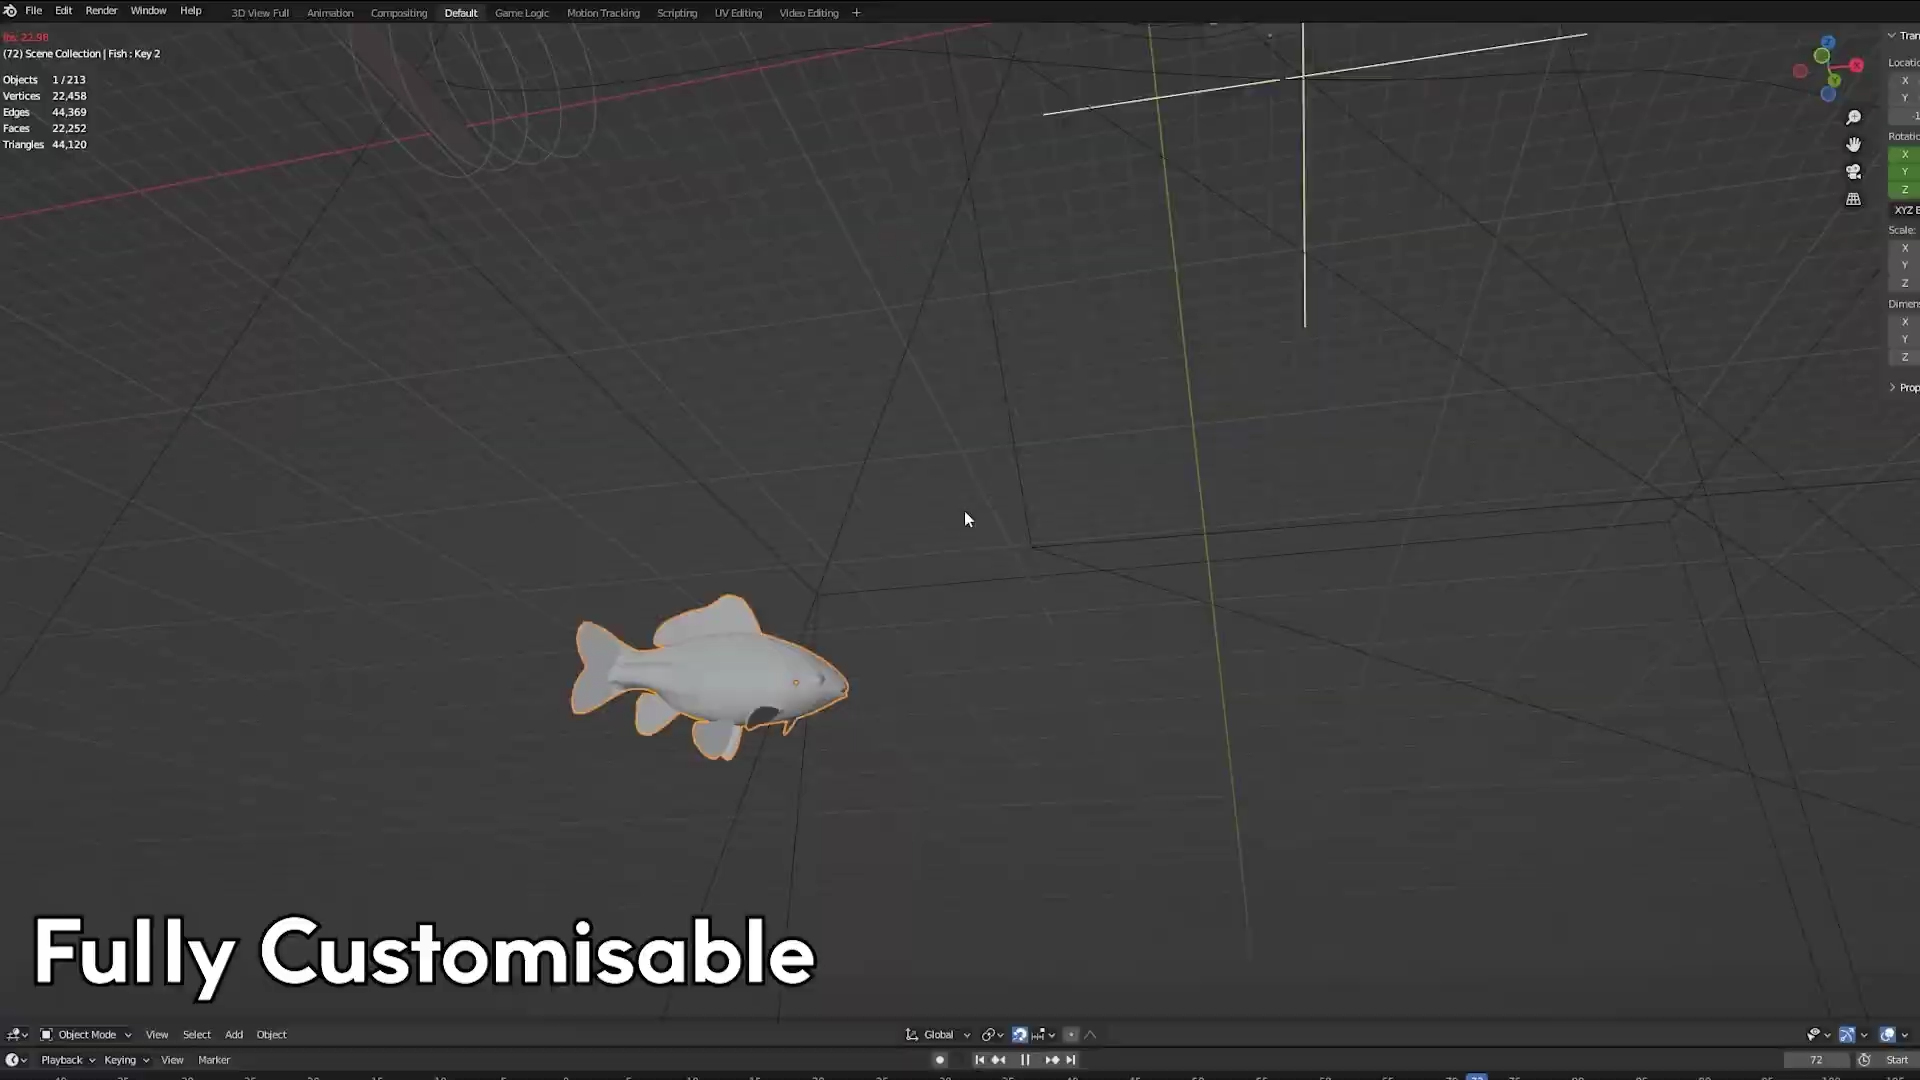 File Edit Render Window Help 3D View Full Animation Compositing Default Game Logic Motion Tracking Scripting UV Editing Video Editing +
fps: 22.98
(72) Scene Collection | Fish : Key 2
Objects 1 / 213
Vertices 22,458
Edges 44,369
Faces 22,252
Triangles 44,120
Z
X
Y
Tran
Locatio
X
Y
-1
Rotatio
X
Y
Z
XYZ E
Scale:
X
Y
Z
Dimens
X
Y
Z
Prop
Fully Customisable
Object Mode View Select Add Object Global
Playback Keying View Marker 72 Start